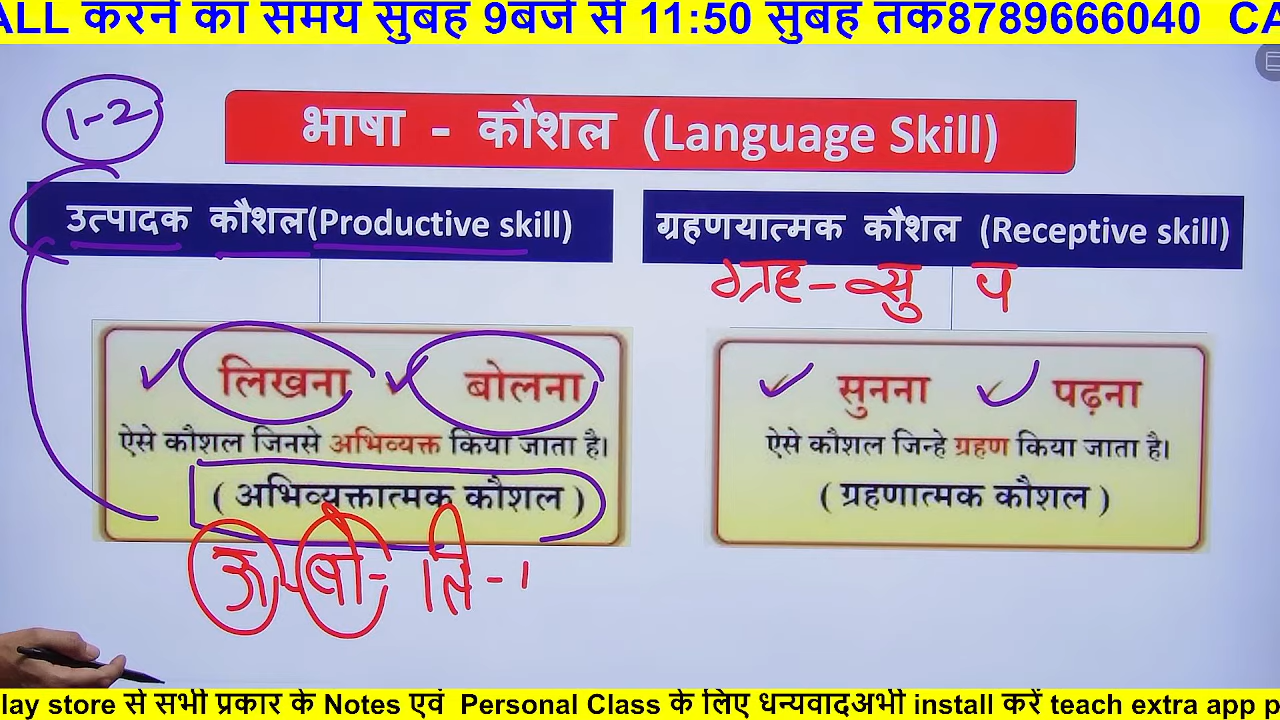 ALL करने का समय सुबह 9बजे से 11:50 सुबह तक8789666040 CA
1-2
भाषा - कौशल (Language Skill)
उत्पादक कौशल(Productive skill)
ग्रहणयात्मक कौशल (Receptive skill)
ग्रह - सु प
लिखना बोलना
ऐसे कौशल जिनसे अभिव्यक्त किया जाता है।
( अभिव्यक्तात्मक कौशल )
सुनना पढ़ना
ऐसे कौशल जिन्हे ग्रहण किया जाता है।
( ग्रहणात्मक कौशल )
lay store से सभी प्रकार के Notes एवं Personal Class के लिए धन्यवादअभी install करें teach extra app p